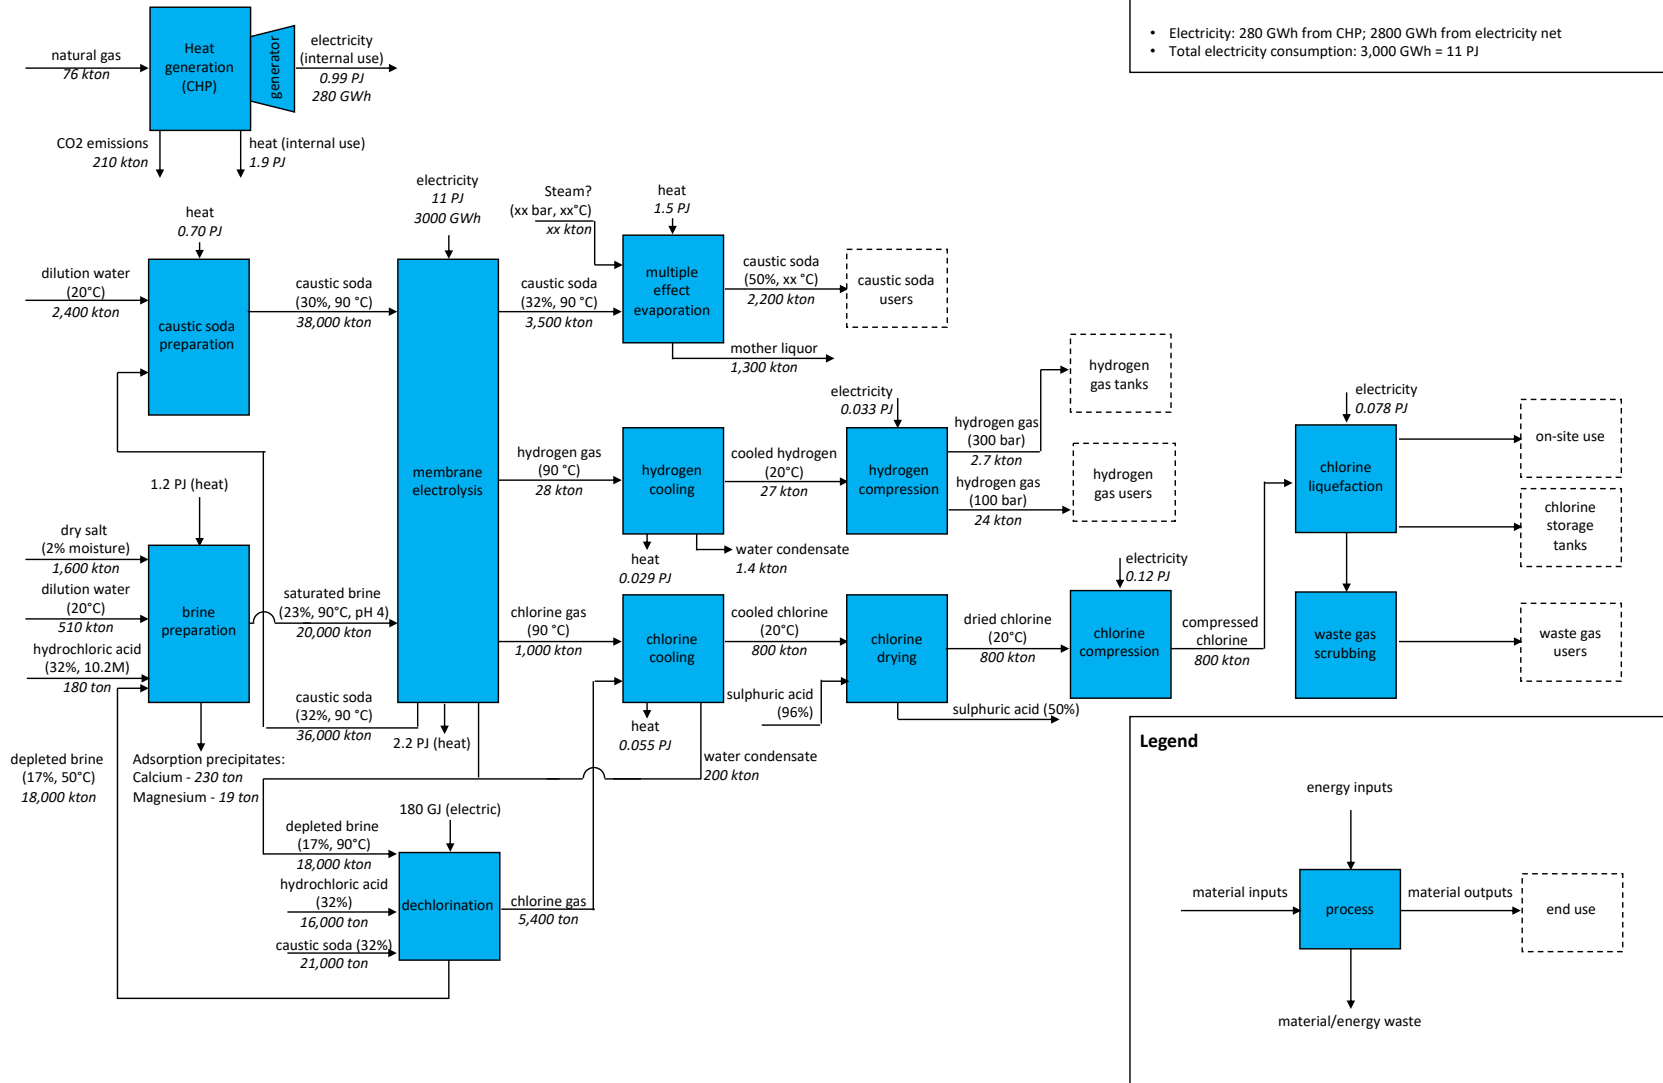 • Electricity: 280 GWh from CHP; 2800 GWh from electricity net
• Total electricity consumption: 3,000 GWh = 11 PJ
natural gas
76 kton
Heat
generation
(CHP)
generator
electricity
(internal use)
0.99 PJ
280 GWh
CO2 emissions
210 kton
heat (internal use)
1.9 PJ
heat
0.70 PJ
dilution water
(20°C)
2,400 kton
caustic soda
preparation
caustic soda
(30%, 90 °C)
38,000 kton
electricity
11 PJ
3000 GWh
membrane
electrolysis
caustic soda
(32%, 90 °C)
3,500 kton
Steam?
(xx bar, xx°C)
xx kton
heat
1.5 PJ
multiple
effect
evaporation
caustic soda
(50%, xx °C)
2,200 kton
caustic soda
users
mother liquor
1,300 kton
hydrogen gas
(90 °C)
28 kton
hydrogen
cooling
cooled hydrogen
(20°C)
27 kton
heat
0.029 PJ
water condensate
1.4 kton
electricity
0.033 PJ
hydrogen
compression
hydrogen gas
(300 bar)
2.7 kton
hydrogen gas
(100 bar)
24 kton
hydrogen
gas tanks
hydrogen
gas users
1.2 PJ (heat)
dry salt
(2% moisture)
1,600 kton
dilution water
(20°C)
510 kton
hydrochloric acid
(32%, 10.2M)
180 ton
brine
preparation
saturated brine
(23%, 90°C, pH 4)
20,000 kton
caustic soda
(32%, 90 °C)
36,000 kton
2.2 PJ (heat)
depleted brine
(17%, 50°C)
18,000 kton
Adsorption precipitates:
Calcium - 230 ton
Magnesium - 19 ton
chlorine gas
(90 °C)
1,000 kton
chlorine
cooling
cooled chlorine
(20°C)
800 kton
heat
0.055 PJ
water condensate
200 kton
sulphuric acid
(96%)
chlorine
drying
sulphuric acid (50%)
dried chlorine
(20°C)
800 kton
electricity
0.12 PJ
chlorine
compression
compressed
chlorine
800 kton
electricity
0.078 PJ
chlorine
liquefaction
on-site use
chlorine
storage
tanks
waste gas
scrubbing
waste gas
users
180 GJ (electric)
depleted brine
(17%, 90°C)
18,000 kton
hydrochloric acid
(32%)
16,000 ton
caustic soda (32%)
21,000 ton
dechlorination
chlorine gas
5,400 ton
Legend
energy inputs
material inputs
process
material outputs
end use
material/energy waste